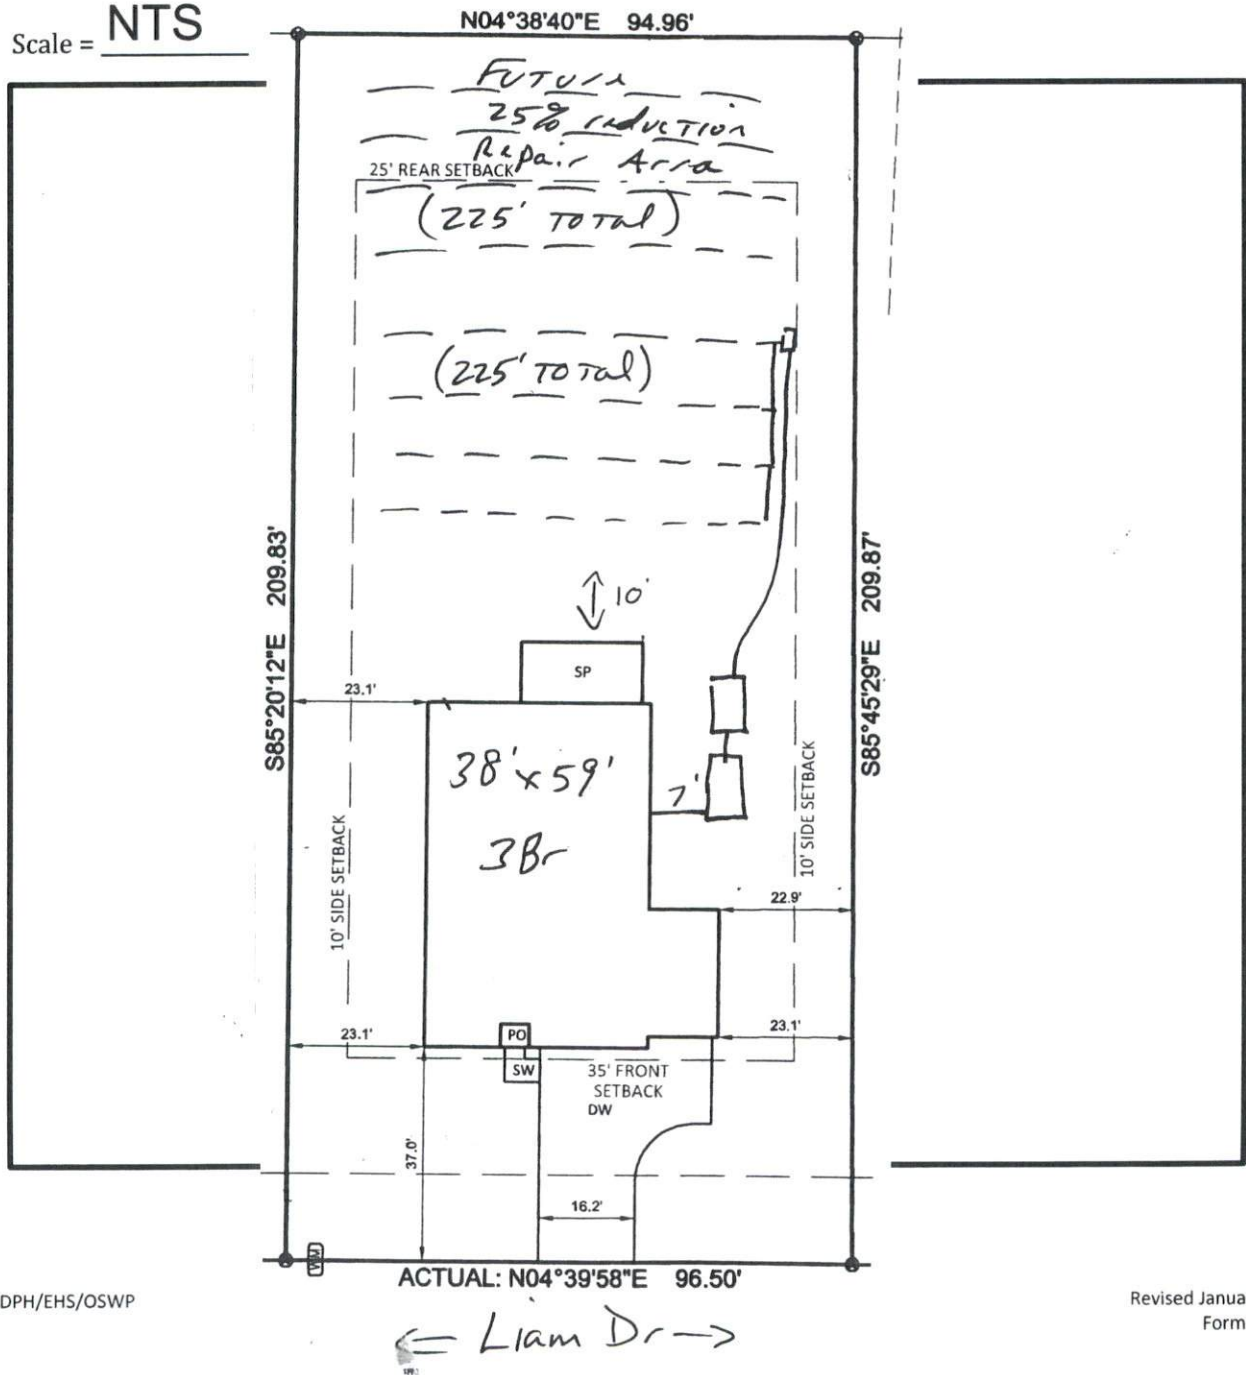 Scale = NTS
N04°38'40"E 94.96'
Future
25% reduction
Repair Area
25' REAR SETBACK
(225' TOTal)
(225' TOTal)
S85°20'12"E 209.83'
S85°45'29"E 209.87'
10'
SP
23.1'
38' x 59'
7'
3Br
10' SIDE SETBACK
10' SIDE SETBACK
22.9'
23.1'
23.1'
PO
SW
35' FRONT
SETBACK
DW
37.0'
16.2'
WM
ACTUAL: N04°39'58"E 96.50'
DPH/EHS/OSWP
Revised Janua
Form
Liam Dr